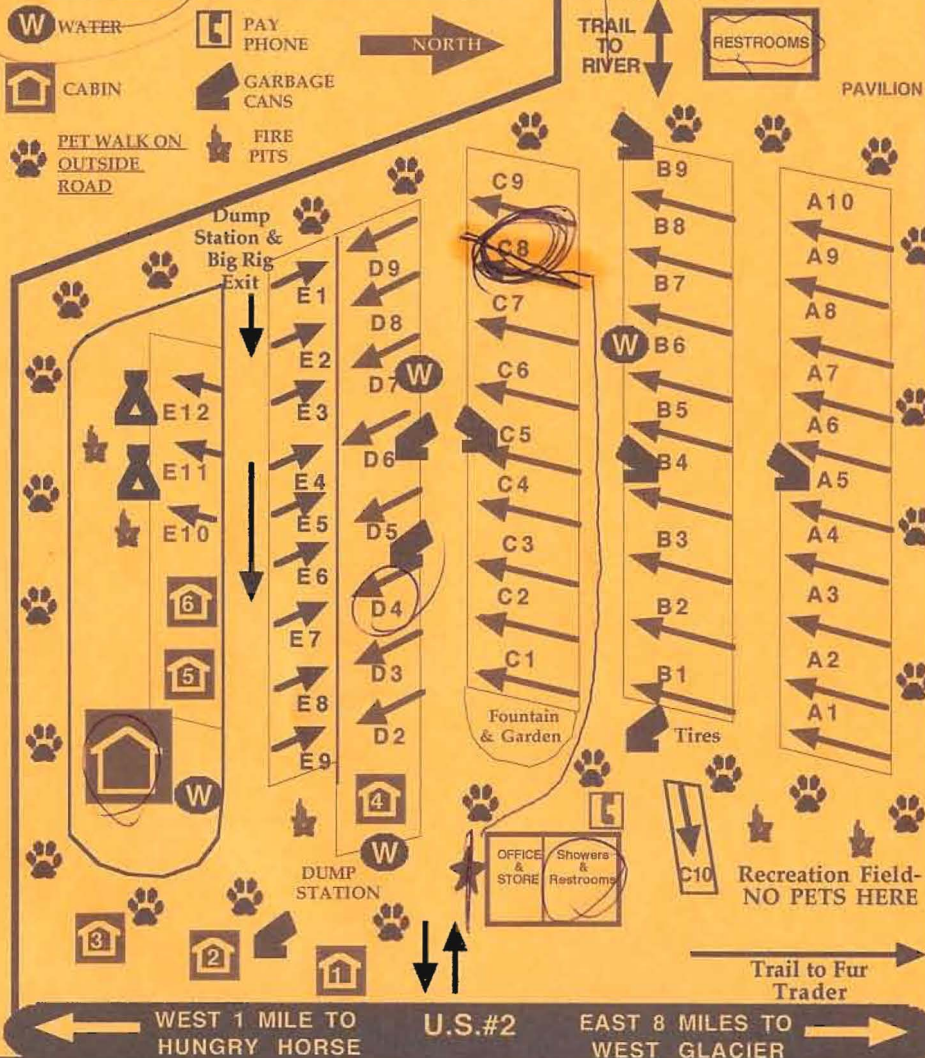 W WATER
PAY
PHONE
NORTH
TRAIL
TO
RIVER
RESTROOMS
CABIN
GARBAGE
CANS
PAVILION
PET WALK ON
OUTSIDE
ROAD
FIRE
PITS
Dump
Station &
Big Rig
Exit
E1
E2
E3
E4
E5
E6
E7
E8
E9
E12
E11
E10
6
5
W
D9
D8
D7 W
D6
D5
D4
D3
D2
4
W
DUMP
STATION
C9
C8
C7
C6
C5
C4
C3
C2
C1
Fountain
& Garden
B9
B8
B7
W B6
B5
B4
B3
B2
B1
Tires
A10
A9
A8
A7
A6
A5
A4
A3
A2
A1
OFFICE
&
STORE
Showers
&
Restrooms
C10
Recreation Field-
NO PETS HERE
3
2
1
Trail to Fur
Trader
WEST 1 MILE TO
HUNGRY HORSE
U.S.#2
EAST 8 MILES TO
WEST GLACIER